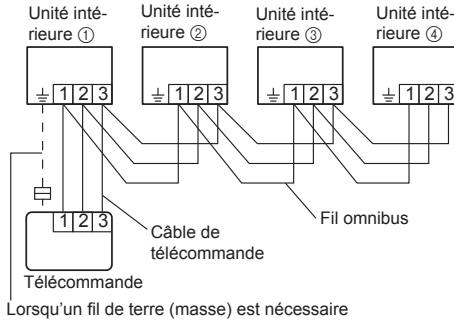 Unité inté-
rieure ①
Unité inté-
rieure ②
Unité inté-
rieure ③
Unité inté-
rieure ④
1 2 3
1 2 3
1 2 3
1 2 3
1 2 3
Câble de
télécommande
Fil omnibus
Télécommande
Lorsqu'un fil de terre (masse) est nécessaire